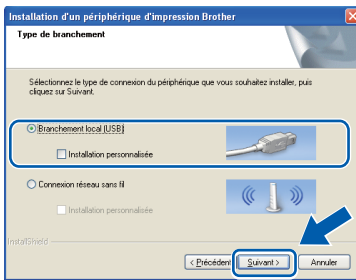 Installation d'un périphérique d'impression Brother
Type de branchement
Sélectionnez le type de connexion du périphérique que vous souhaitez installer, puis
cliquez sur Suivant.
Branchement local (USB)
Installation personnalisée
Connexion réseau sans fil
Installation personnalisée
InstallShield
< Précédent Suivant > Annuler